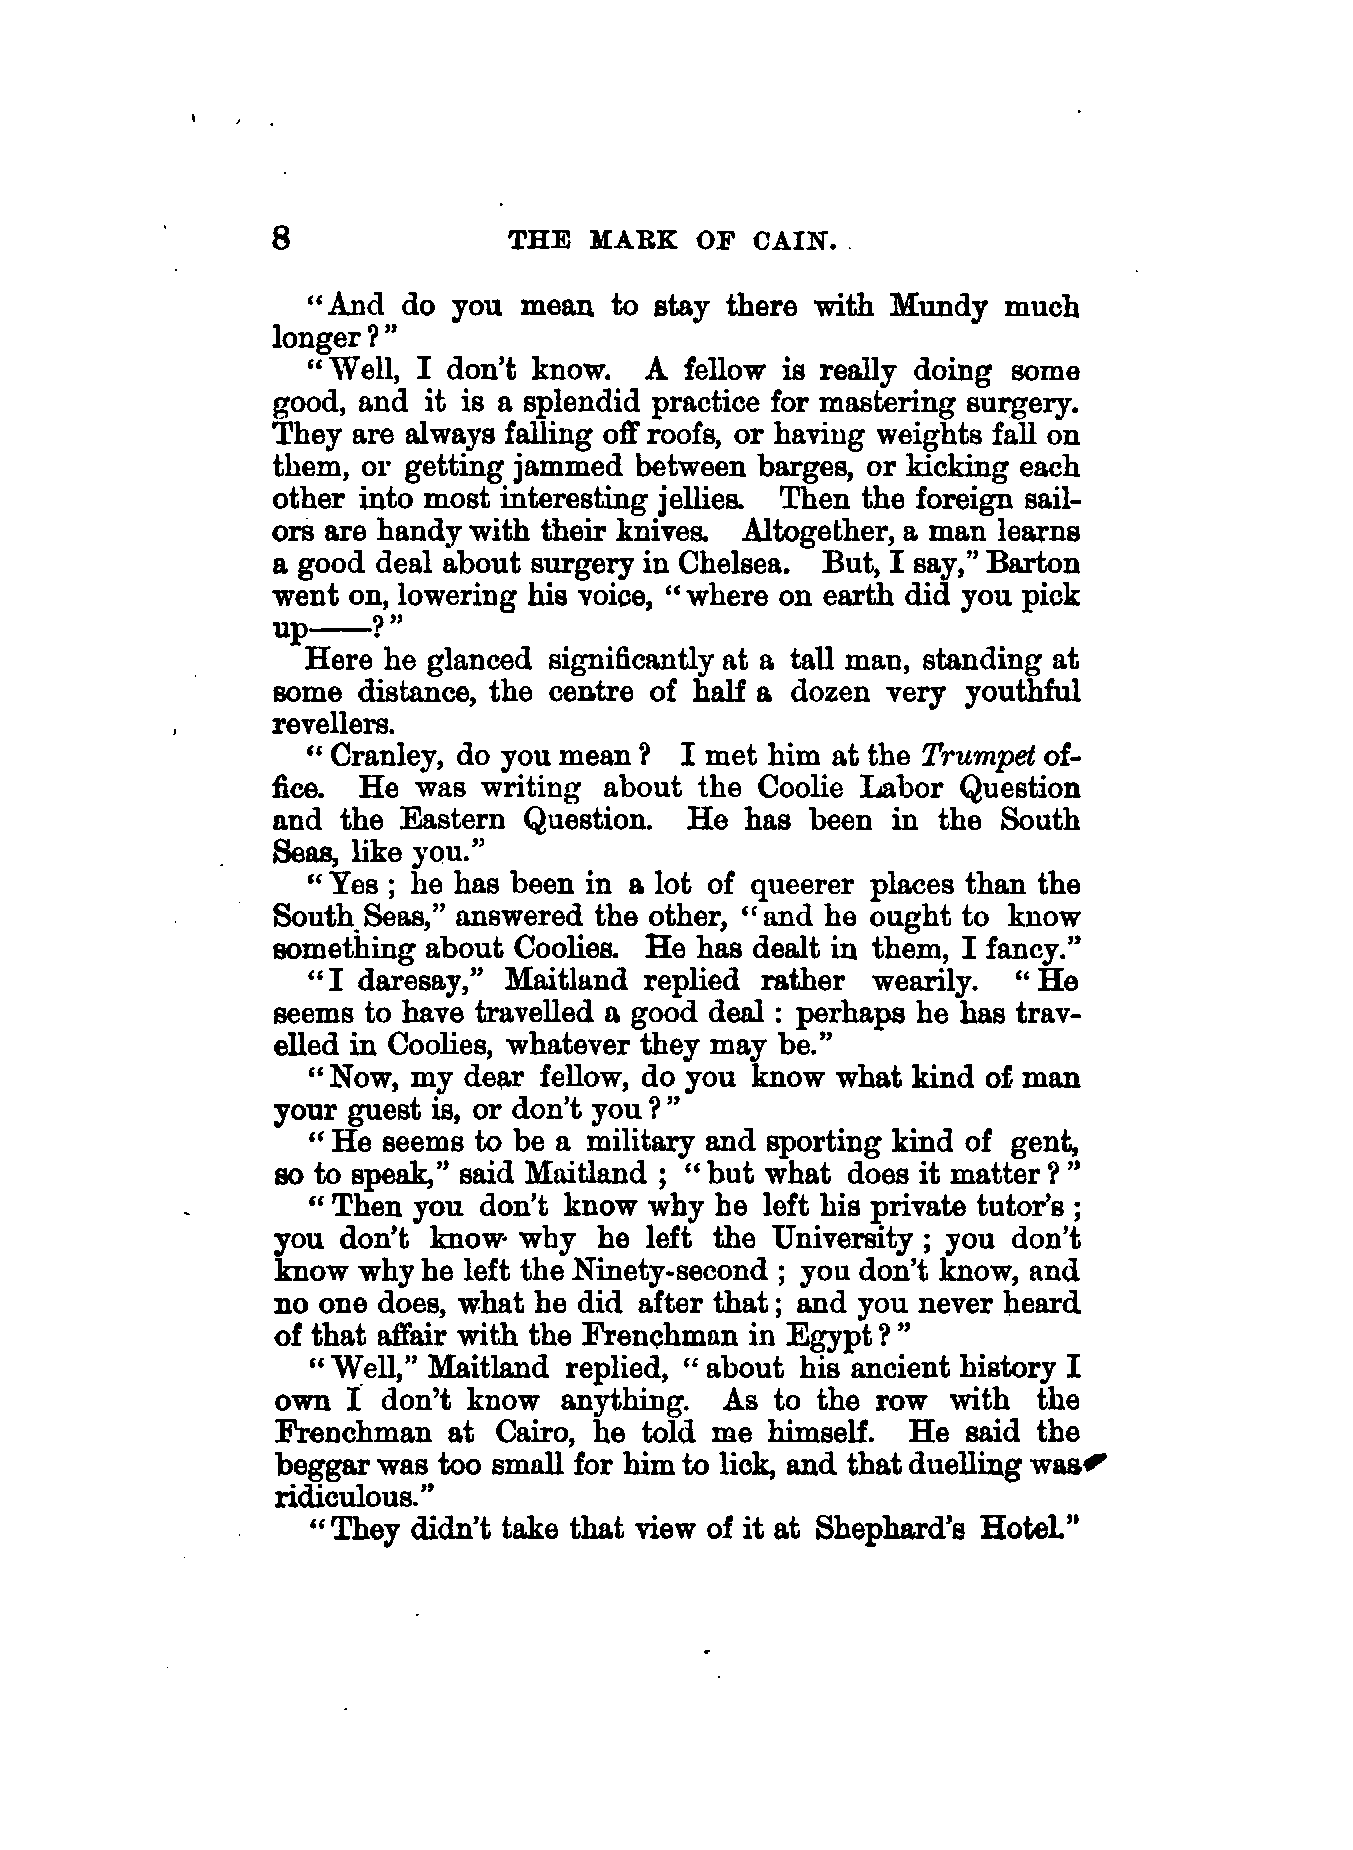 8 THE MARK OF CAIN.
“And do you mean to stay there with Mundy much
longer?”
“Well, I don’t know. A fellow is really doing some
good, and it is a splendid practice for mastering surgery.
They are always falling off roofs, or having weights fall on
them, or getting jammed between barges, or kicking each
other into most interesting jellies. Then the foreign sail-
ors are handy with their knives. Altogether, a man learns
a good deal about surgery in Chelsea. But, I say,” Barton
went on, lowering his voice, “where on earth did you pick
up——?”
Here he glanced significantly at a tall man, standing at
some distance, the centre of half a dozen very youthful
revellers.
“Cranley, do you mean? I met him at the Trumpet of-
fice. He was writing about the Coolie Labor Question
and the Eastern Question. He has been in the South
Seas, like you.”
“Yes; he has been in a lot of queerer places than the
South Seas,” answered the other, “and he ought to know
something about Coolies. He has dealt in them, I fancy.”
“I daresay,” Maitland replied rather wearily. “He
seems to have travelled a good deal: perhaps he has trav-
elled in Coolies, whatever they may be.”
“Now, my dear fellow, do you know what kind of man
your guest is, or don’t you?”
“He seems to be a military and sporting kind of gent,
so to speak,” said Maitland; “but what does it matter?”
“Then you don’t know why he left his private tutor’s;
you don’t know why he left the University; you don’t
know why he left the Ninety-second; you don’t know, and
no one does, what he did after that; and you never heard
of that affair with the Frenchman in Egypt?”
“Well,” Maitland replied, “about his ancient history I
own I don’t know anything. As to the row with the
Frenchman at Cairo, he told me himself. He said the
beggar was too small for him to lick, and that duelling was
ridiculous.”
“They didn’t take that view of it at Shephard’s Hotel.”